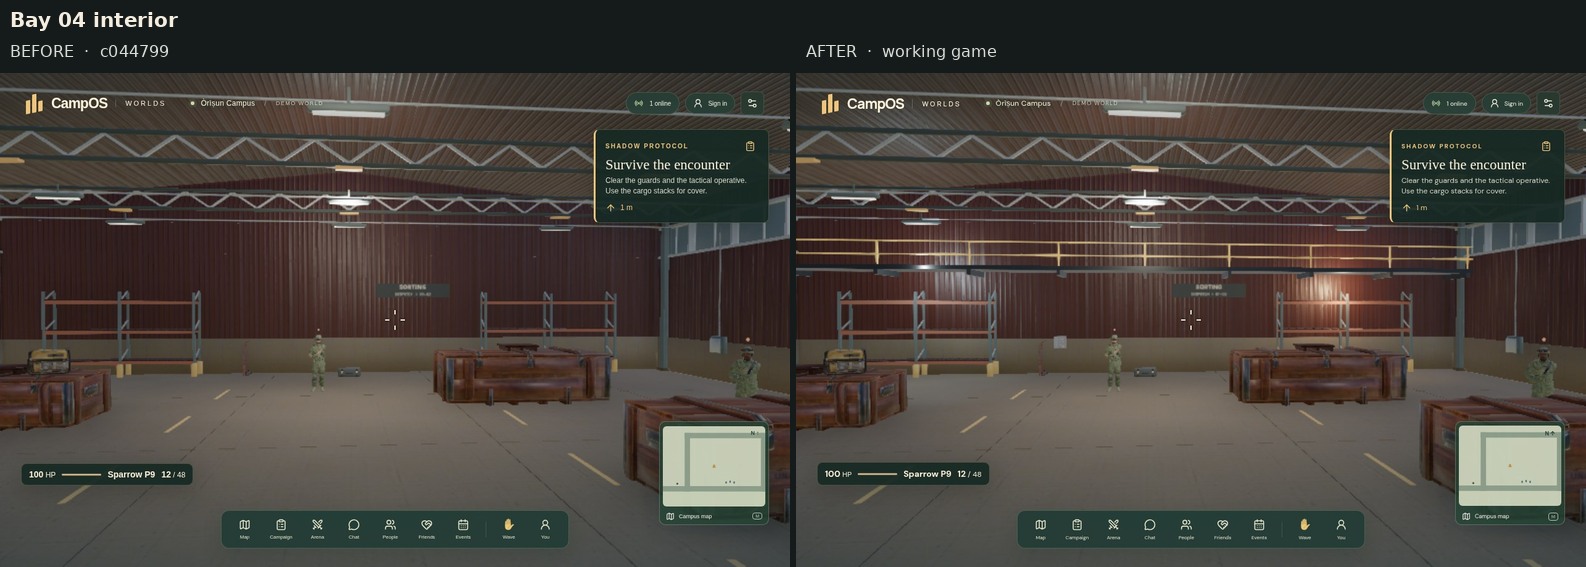 Bay 04 interior
BEFORE · c044799
CampOS WORLDS Òrìṣun Campus / DEMO WORLD
1 online Sign in
SHADOW PROTOCOL
Survive the encounter
Clear the guards and the tactical operative.
Use the cargo stacks for cover.
1 m
SORTING
100 HP Sparrow P9 12 / 48
N
Campus map M
Map Campaign Arena Chat People Friends Events Wave You
AFTER · working game
CampOS WORLDS Òrìṣun Campus / DEMO WORLD
1 online Sign in
SHADOW PROTOCOL
Survive the encounter
Clear the guards and the tactical operative.
Use the cargo stacks for cover.
1 m
SORTING
100 HP Sparrow P9 12 / 48
N
Campus map M
Map Campaign Arena Chat People Friends Events Wave You